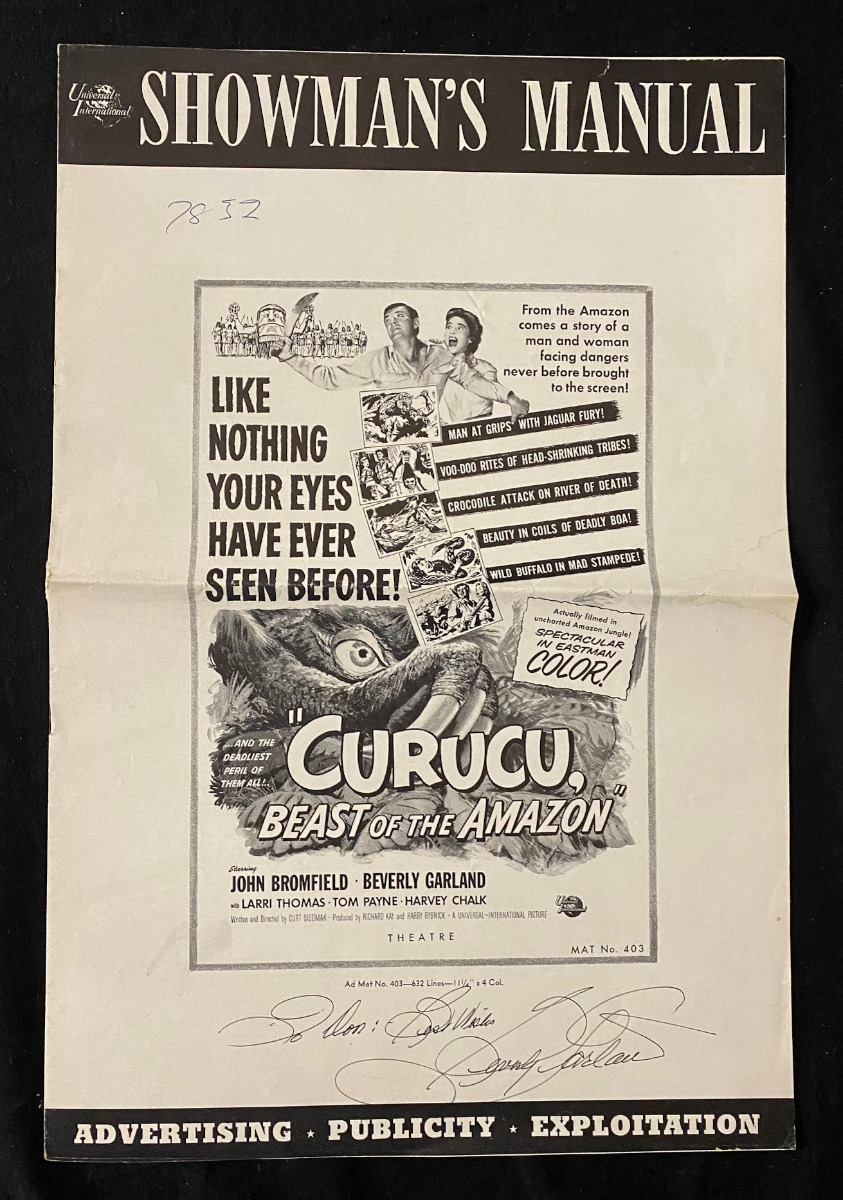 Universal International
SHOWMAN'S MANUAL
7832
From the Amazon
comes a story of a
man and woman
facing dangers
never before brought
to the screen!
LIKE
NOTHING
YOUR EYES
HAVE EVER
SEEN BEFORE!
MAN AT GRIPS WITH JAGUAR FURY!
VOO-DOO RITES OF HEAD-SHRINKING TRIBES!
CROCODILE ATTACK ON RIVER OF DEATH!
BEAUTY IN COILS OF DEADLY BOA!
WILD BUFFALO IN MAD STAMPEDE!
Actually filmed in
uncharted Amazon Jungle!
SPECTACULAR
IN EASTMAN
COLOR!
...AND THE
DEADLIEST
PERIL OF
THEM ALL!..
"CURUCU,
BEAST OF THE AMAZON"
Starring
JOHN BROMFIELD · BEVERLY GARLAND
with LARRI THOMAS · TOM PAYNE · HARVEY CHALK
Written and Directed by CURT SIODMAK · Produced by RICHARD KAY and HARRY RYBNICK · A UNIVERSAL-INTERNATIONAL PICTURE
THEATRE
MAT No. 403
Ad Mat No. 403—632 Lines—11¼" x 4 Col.
To Don: Best Wishes
Beverly Garland
ADVERTISING ★ PUBLICITY ★ EXPLOITATION